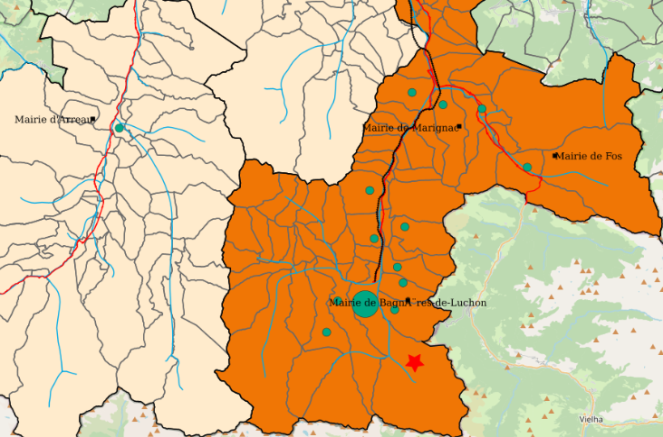 Mairie d'Arreau
Mairie de Marignac
Mairie de Fos
Mairie de Bagnères-de-Luchon
Vielha